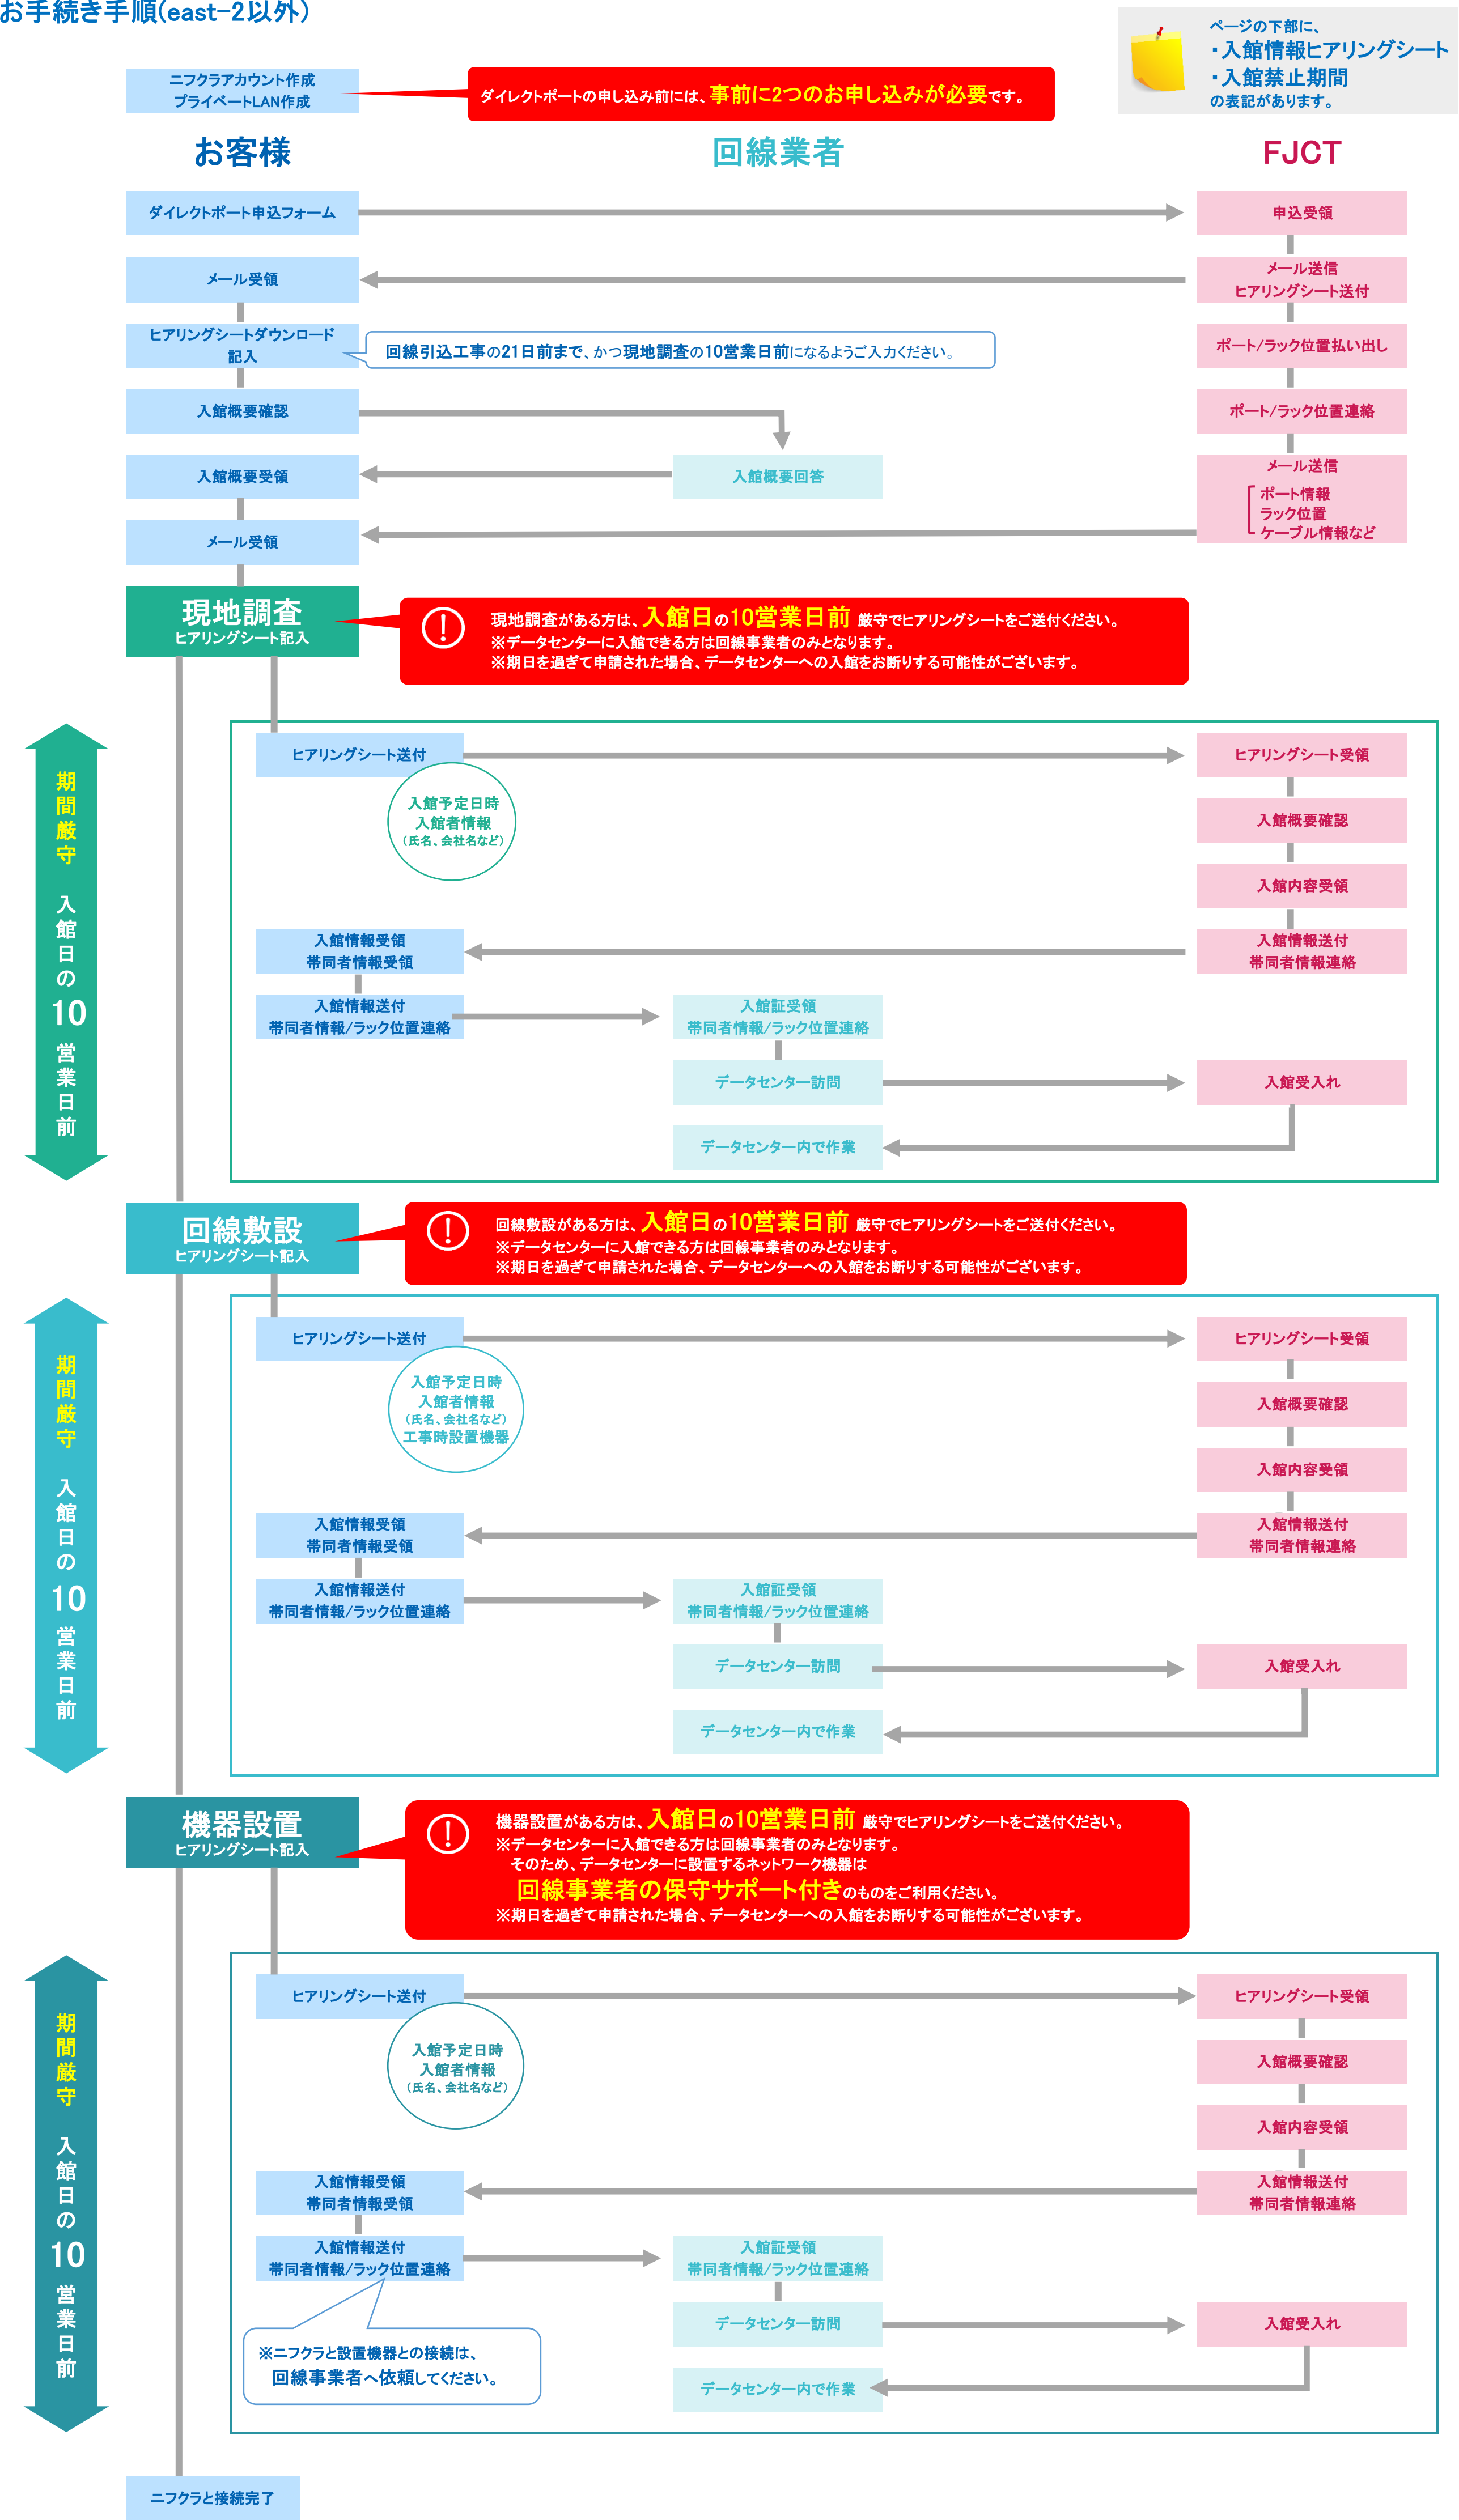 お手続き手順(east-2以外)
ページの下部に、
・入館情報ヒアリングシート
・入館禁止期間
の表記があります。
ニフクラアカウント作成
プライベートLAN作成
ダイレクトポートの申し込み前には、事前に2つのお申し込みが必要です。
お客様
回線業者
FJCT
ダイレクトポート申込フォーム
申込受領
メール受領
メール送信
ヒアリングシート送付
ヒアリングシートダウンロード
記入
回線引込工事の21日前まで、かつ現地調査の10営業日前になるようご入力ください。
ポート/ラック位置払い出し
入館概要確認
ポート/ラック位置連絡
入館概要受領
入館概要回答
メール送信
ポート情報
ラック位置
ケーブル情報など
メール受領
現地調査
ヒアリングシート記入
現地調査がある方は、入館日の10営業日前 厳守でヒアリングシートをご送付ください。
※データセンターに入館できる方は回線事業者のみとなります。
※期日を過ぎて申請された場合、データセンターへの入館をお断りする可能性がございます。
期間厳守 入館日の10営業日前
ヒアリングシート送付
ヒアリングシート受領
入館予定日時
入館者情報
(氏名、会社名など)
入館概要確認
入館内容受領
入館情報受領
帯同者情報受領
入館情報送付
帯同者情報連絡
入館情報送付
帯同者情報/ラック位置連絡
入館証受領
帯同者情報/ラック位置連絡
データセンター訪問
入館受入れ
データセンター内で作業
回線敷設
ヒアリングシート記入
回線敷設がある方は、入館日の10営業日前 厳守でヒアリングシートをご送付ください。
※データセンターに入館できる方は回線事業者のみとなります。
※期日を過ぎて申請された場合、データセンターへの入館をお断りする可能性がございます。
期間厳守 入館日の10営業日前
ヒアリングシート送付
ヒアリングシート受領
入館予定日時
入館者情報
(氏名、会社名など)
工事時設置機器
入館概要確認
入館内容受領
入館情報受領
帯同者情報受領
入館情報送付
帯同者情報連絡
入館情報送付
帯同者情報/ラック位置連絡
入館証受領
帯同者情報/ラック位置連絡
データセンター訪問
入館受入れ
データセンター内で作業
機器設置
ヒアリングシート記入
機器設置がある方は、入館日の10営業日前 厳守でヒアリングシートをご送付ください。
※データセンターに入館できる方は回線事業者のみとなります。
そのため、データセンターに設置するネットワーク機器は
回線事業者の保守サポート付きのものをご利用ください。
※期日を過ぎて申請された場合、データセンターへの入館をお断りする可能性がございます。
期間厳守 入館日の10営業日前
ヒアリングシート送付
ヒアリングシート受領
入館予定日時
入館者情報
(氏名、会社名など)
入館概要確認
入館内容受領
入館情報受領
帯同者情報受領
入館情報送付
帯同者情報連絡
入館情報送付
帯同者情報/ラック位置連絡
入館証受領
帯同者情報/ラック位置連絡
データセンター訪問
入館受入れ
※ニフクラと設置機器との接続は、
回線事業者へ依頼してください。
データセンター内で作業
ニフクラと接続完了